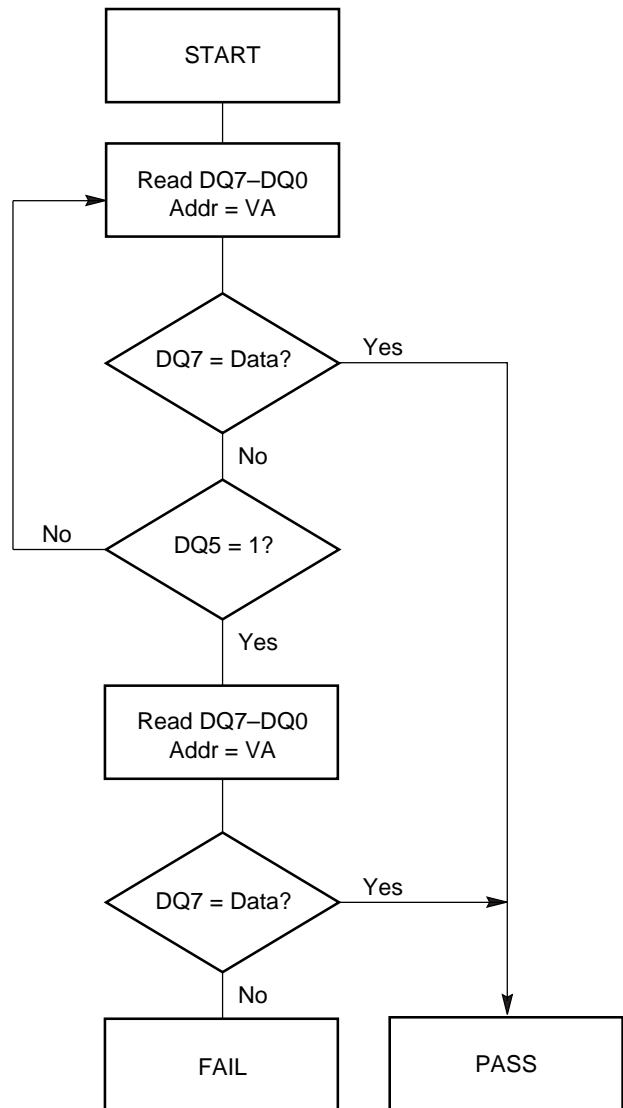 START
Read DQ7–DQ0
Addr = VA
DQ7 = Data?
Yes
No
No
DQ5 = 1?
Yes
Read DQ7–DQ0
Addr = VA
DQ7 = Data?
Yes
No
FAIL
PASS